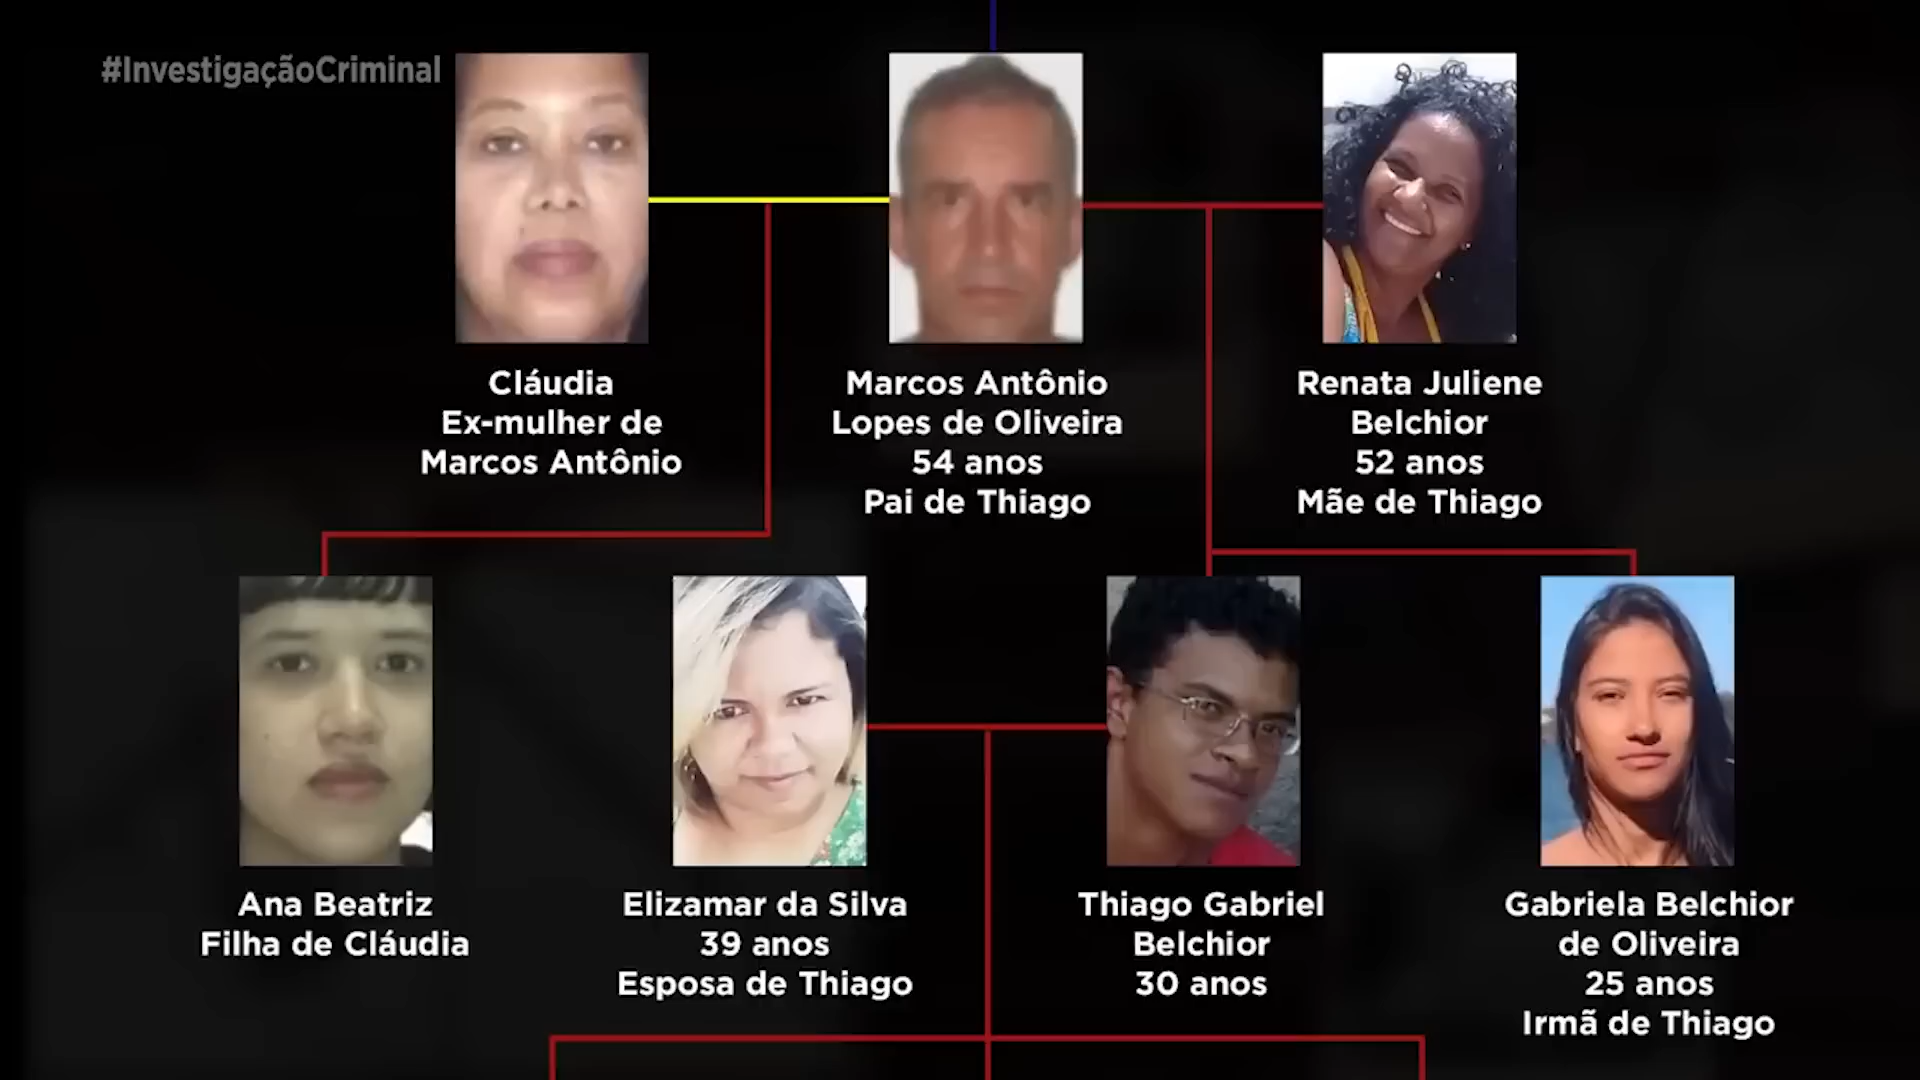 #InvestigaçãoCriminal
Cláudia
Ex-mulher de
Marcos Antônio
Marcos Antônio
Lopes de Oliveira
54 anos
Pai de Thiago
Renata Juliene
Belchior
52 anos
Mãe de Thiago
Ana Beatriz
Filha de Cláudia
Elizamar da Silva
39 anos
Esposa de Thiago
Thiago Gabriel
Belchior
30 anos
Gabriela Belchior
de Oliveira
25 anos
Irmã de Thiago